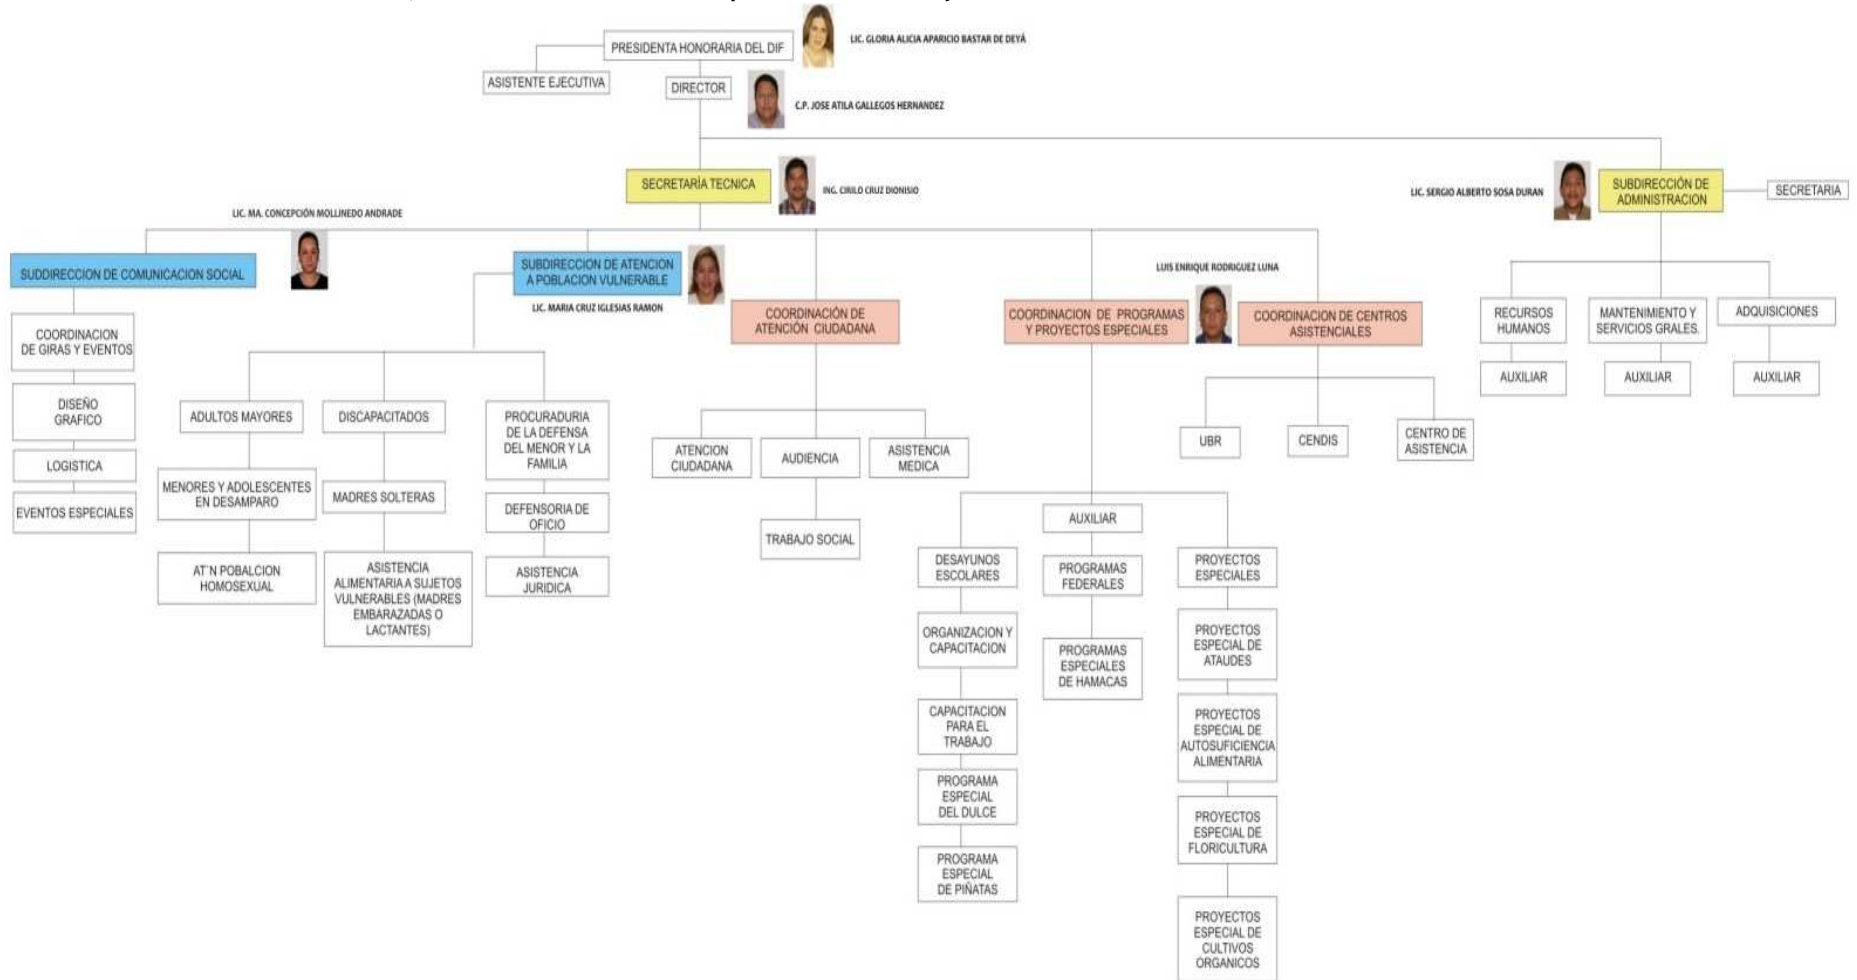 PRESIDENTA HONORARIA DEL DIF
LIC. GLORIA ALICIA APARICIO BASTAR DE DEYÁ
ASISTENTE EJECUTIVA
DIRECTOR
C.P. JOSE ATILA GALLEGOS HERNANDEZ
SECRETARÍA TECNICA
ING. CIRILO CRUZ DIONISIO
LIC. SERGIO ALBERTO SOSA DURAN
SUBDIRECCIÓN DE
ADMINISTRACION
SECRETARIA
LIC. MA. CONCEPCIÓN MOLLINEDO ANDRADE
SUDDIRECCION DE COMUNICACION SOCIAL
SUBDIRECCION DE ATENCION
A POBLACION VULNERABLE
LIC. MARIA CRUZ IGLESIAS RAMON
COORDINACIÓN DE
ATENCIÓN CIUDADANA
COORDINACION DE PROGRAMAS
Y PROYECTOS ESPECIALES
LUIS ENRIQUE RODRIGUEZ LUNA
COORDINACION DE CENTROS
ASISTENCIALES
RECURSOS
HUMANOS
MANTENIMIENTO Y
SERVICIOS GRALES.
ADQUISICIONES
AUXILIAR
AUXILIAR
AUXILIAR
COORDINACION
DE GIRAS Y EVENTOS
DISEÑO
GRAFICO
LOGISTICA
EVENTOS ESPECIALES
ADULTOS MAYORES
MENORES Y ADOLESCENTES
EN DESAMPARO
AT´N POBALCION
HOMOSEXUAL
DISCAPACITADOS
MADRES SOLTERAS
ASISTENCIA
ALIMENTARIA A SUJETOS
VULNERABLES (MADRES
EMBARAZADAS O
LACTANTES)
PROCURADURIA
DE LA DEFENSA
DEL MENOR Y LA
FAMILIA
DEFENSORIA DE
OFICIO
ASISTENCIA
JURIDICA
ATENCION
CIUDADANA
AUDIENCIA
ASISTENCIA
MEDICA
TRABAJO SOCIAL
UBR
CENDIS
CENTRO DE
ASISTENCIA
DESAYUNOS
ESCOLARES
ORGANIZACION Y
CAPACITACION
CAPACITACION
PARA EL
TRABAJO
PROGRAMA
ESPECIAL
DEL DULCE
PROGRAMA
ESPECIAL
DE PIÑATAS
AUXILIAR
PROGRAMAS
FEDERALES
PROGRAMAS
ESPECIALES
DE HAMACAS
PROYECTOS
ESPECIALES
PROYECTOS
ESPECIAL DE
ATAUDES
PROYECTOS
ESPECIAL DE
AUTOSUFICIENCIA
ALIMENTARIA
PROYECTOS
ESPECIAL DE
FLORICULTURA
PROYECTOS
ESPECIAL DE
CULTIVOS
ORGANICOS